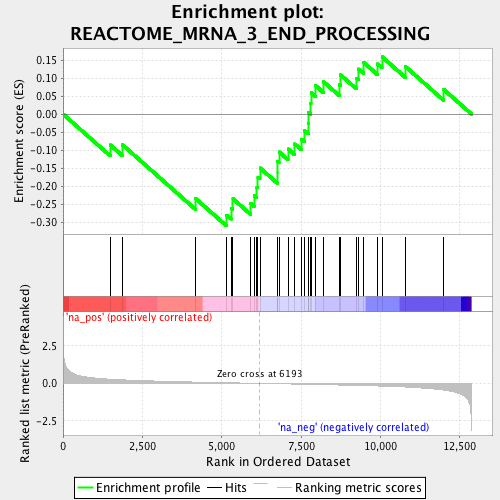 Enrichment plot:
REACTOME_MRNA_3_END_PROCESSING
Enrichment score (ES)
0.15
0.10
0.05
0.00
-0.05
-0.10
-0.15
-0.20
-0.25
-0.30
'na_pos' (positively correlated)
Ranked list metric (PreRanked)
2.5
0.0
-2.5
Zero cross at 6193
'na_neg' (negatively correlated)
0
2,500
5,000
7,500
10,000
12,500
Rank in Ordered Dataset
Enrichment profile
Hits
Ranking metric scores